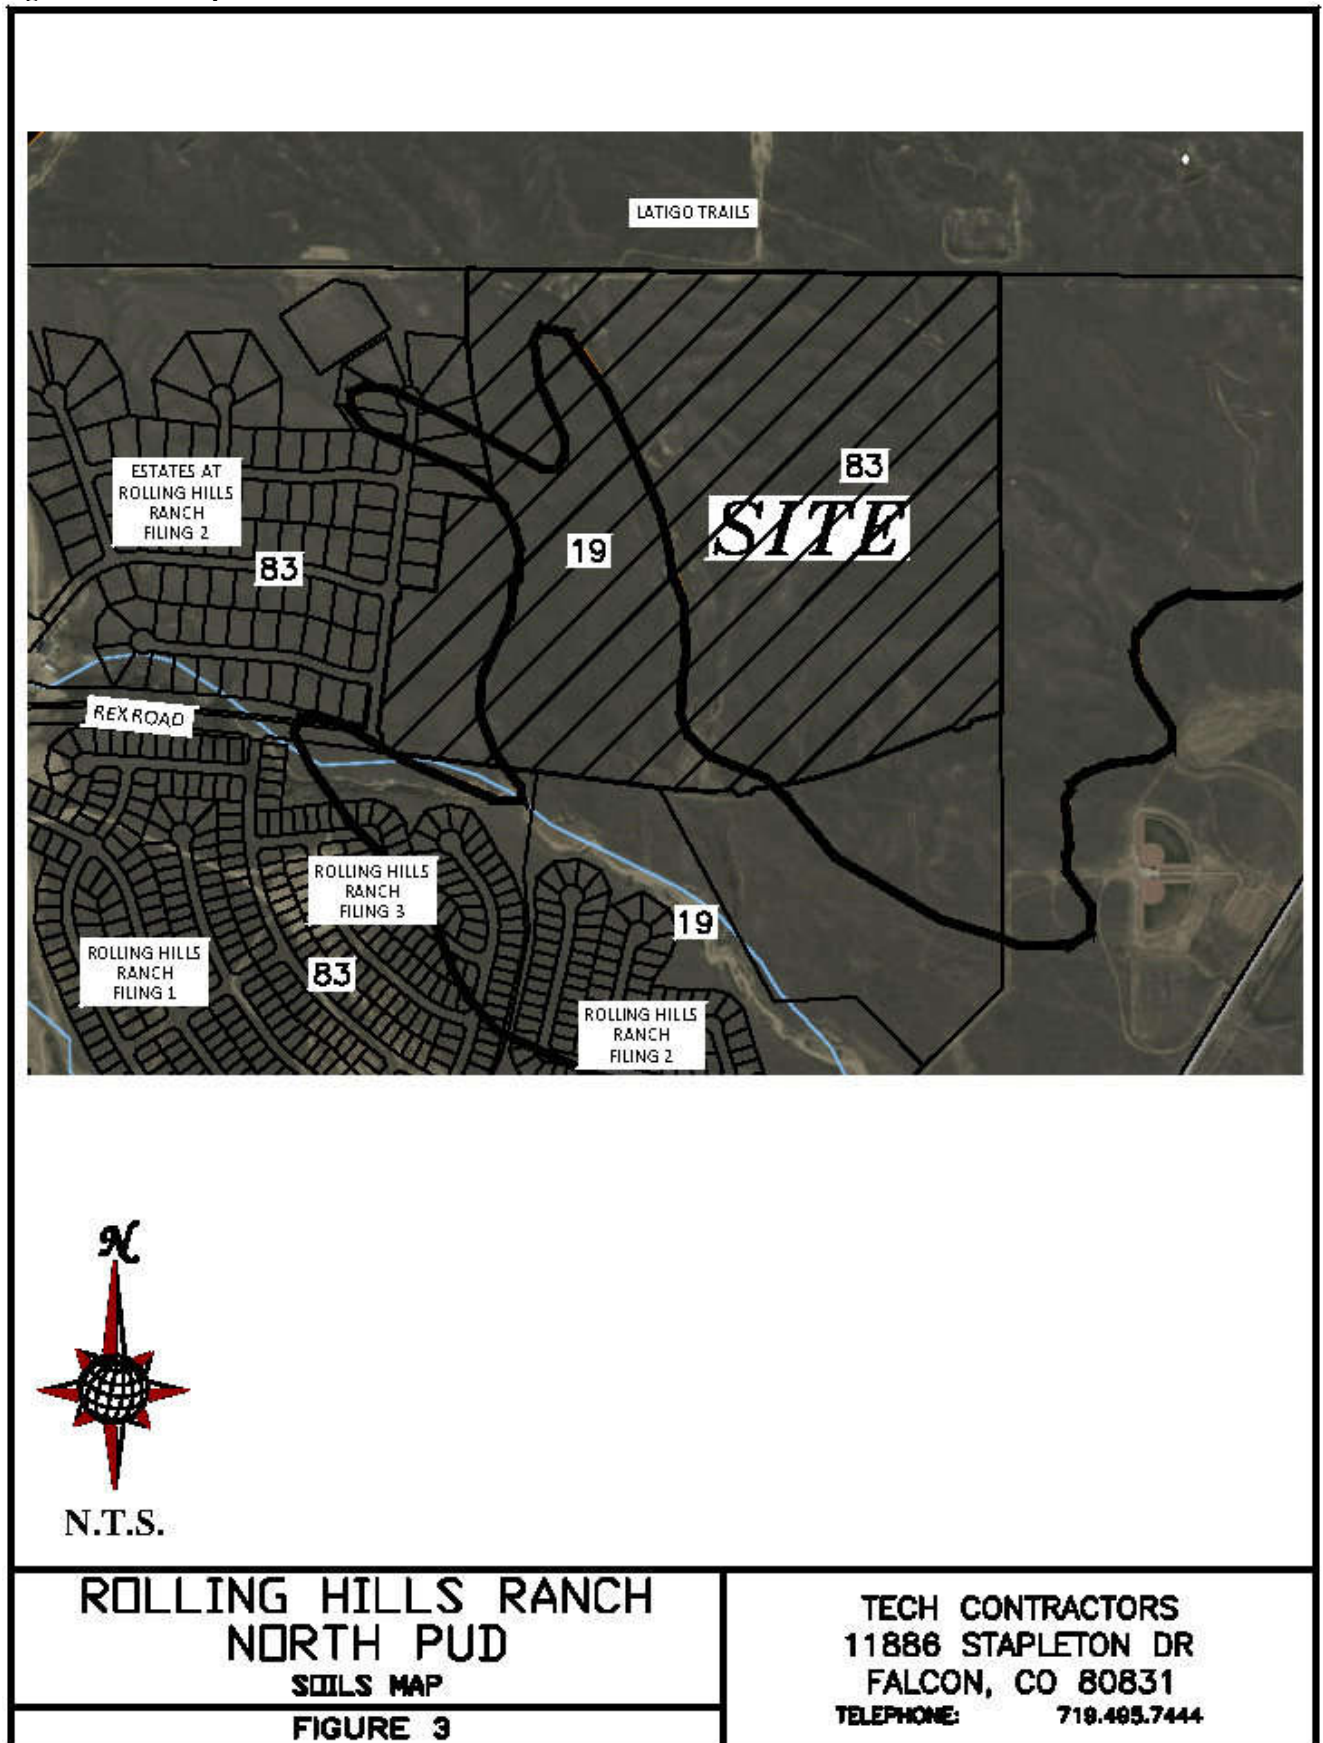 LATIGO TRAILS
83
SITE
ESTATES AT
ROLLING HILLS
RANCH
FILING 2
19
83
REX ROAD
ROLLING HILLS
RANCH
FILING 3
19
ROLLING HILLS
RANCH
FILING 1
83
ROLLING HILLS
RANCH
FILING 2
N
N.T.S.
ROLLING HILLS RANCH
NORTH PUD
SOILS MAP
FIGURE 3
TECH CONTRACTORS
11886 STAPLETON DR
FALCON, CO 80831
TELEPHONE: 719.495.7444